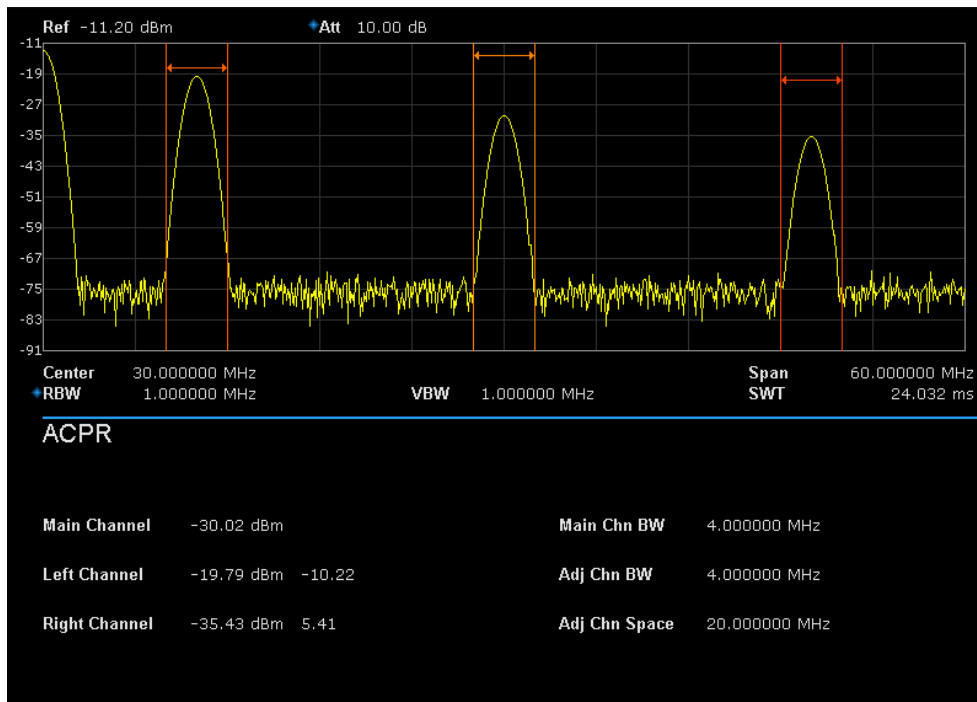 Ref -11.20 dBm Att 10.00 dB
-11
-19
-27
-35
-43
-51
-59
-67
-75
-83
-91
Center 30.000000 MHz Span 60.000000 MHz
RBW 1.000000 MHz VBW 1.000000 MHz SWT 24.032 ms
ACPR
Main Channel -30.02 dBm Main Chn BW 4.000000 MHz
Left Channel -19.79 dBm -10.22 Adj Chn BW 4.000000 MHz
Right Channel -35.43 dBm 5.41 Adj Chn Space 20.000000 MHz